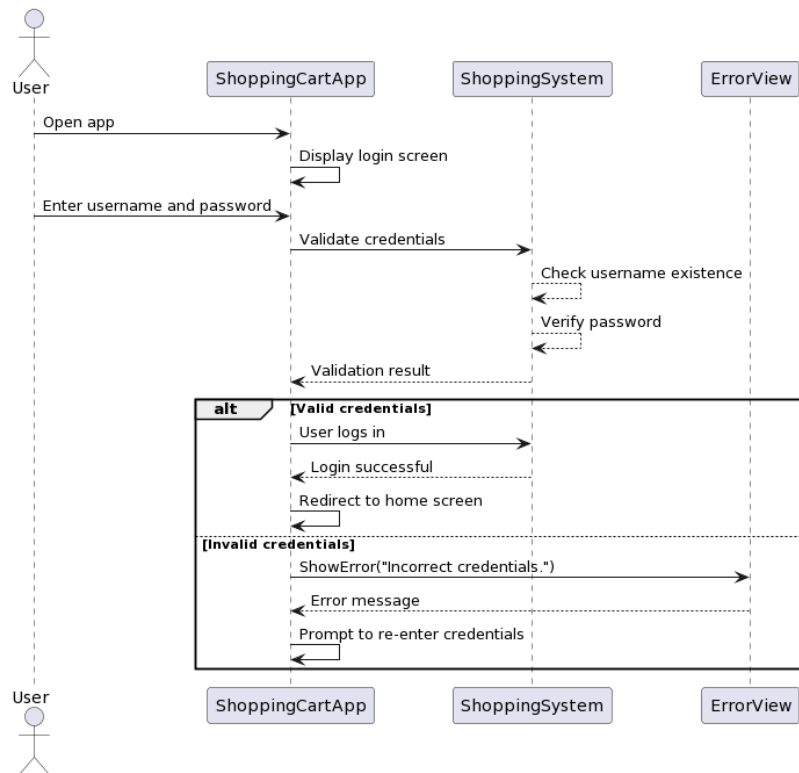 User
ShoppingCartApp
ShoppingSystem
ErrorView
Open app
Display login screen
Enter username and password
Validate credentials
Check username existence
Verify password
Validation result
alt [Valid credentials]
User logs in
Login successful
Redirect to home screen
[Invalid credentials]
ShowError("Incorrect credentials.")
Error message
Prompt to re-enter credentials
User
ShoppingCartApp
ShoppingSystem
ErrorView